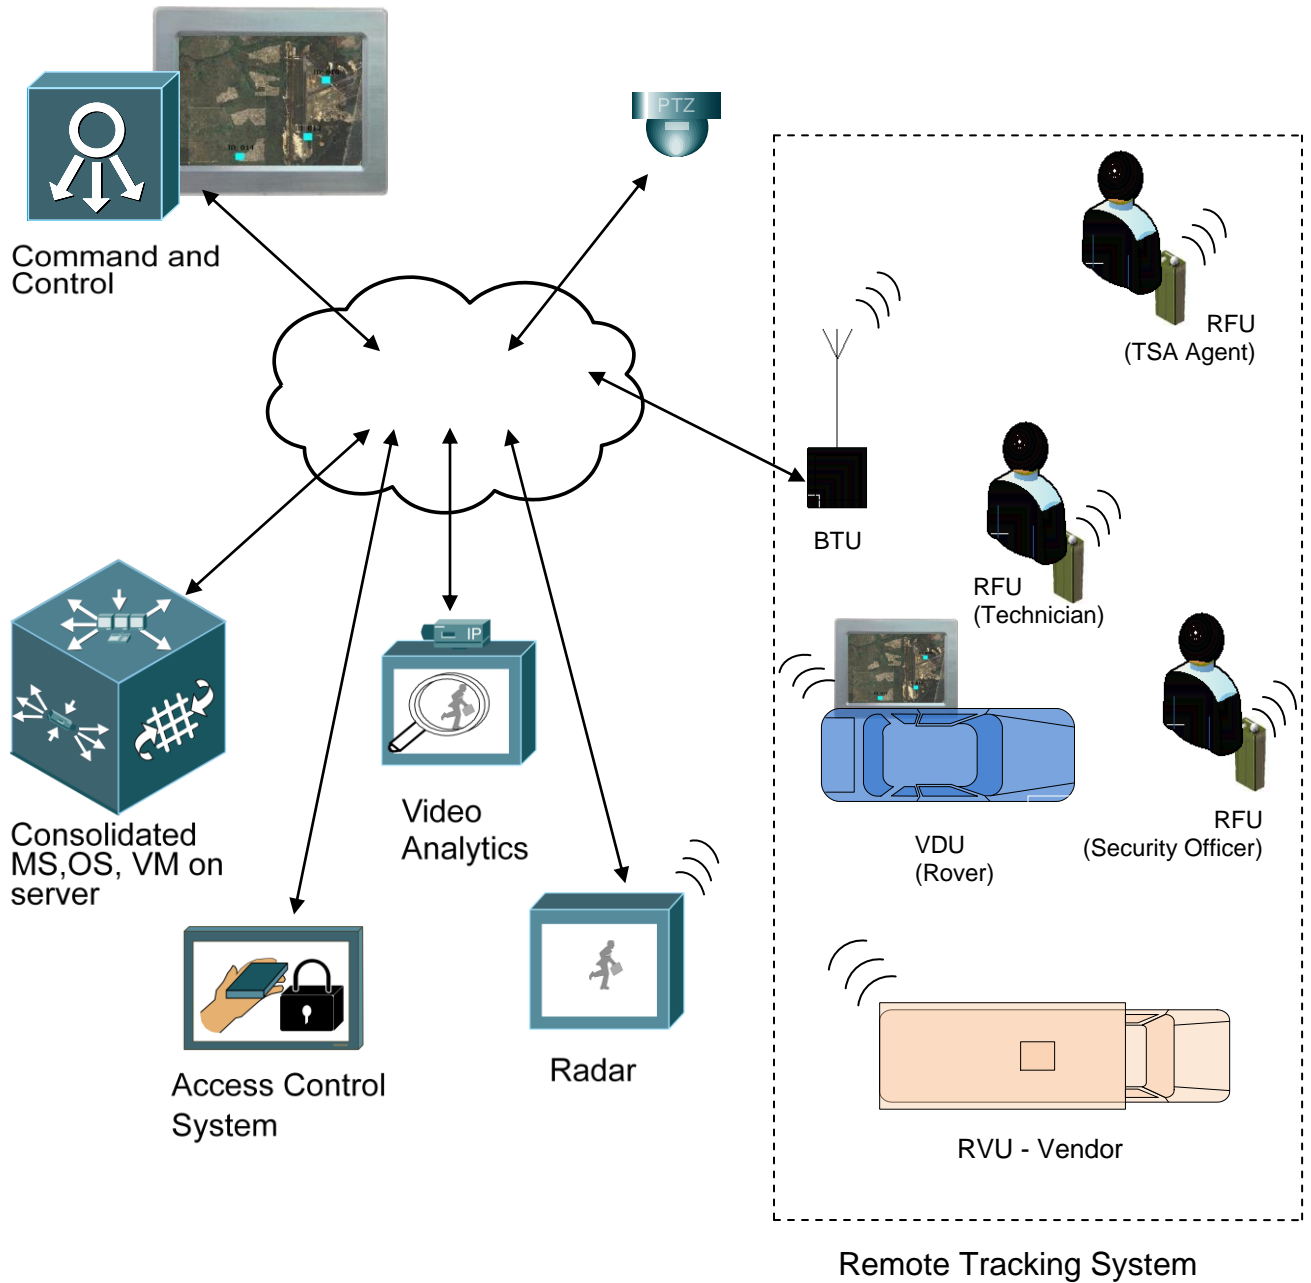 PTZ
Command and
Control
RFU
(TSA Agent)
BTU
RFU
(Technician)
IP
Consolidated
MS,OS, VM on
server
Video
Analytics
VDU
(Rover)
RFU
(Security Officer)
Access Control
System
Radar
RVU - Vendor
Remote Tracking System